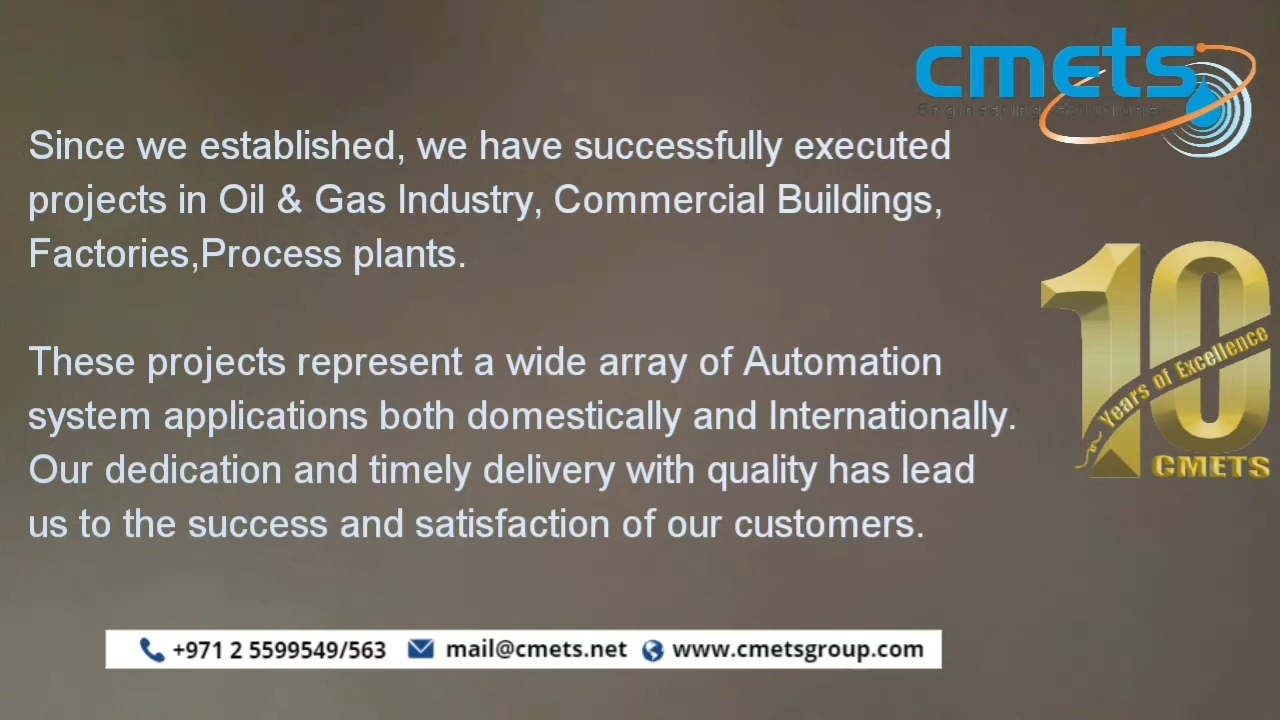 cmets
Engineering Solutions
Since we established, we have successfully executed
projects in Oil & Gas Industry, Commercial Buildings,
Factories,Process plants.
These projects represent a wide array of Automation
system applications both domestically and Internationally.
Our dedication and timely delivery with quality has lead
us to the success and satisfaction of our customers.
10
Years of Excellence
CMETS
+971 2 5599549/563 mail@cmets.net www.cmetsgroup.com